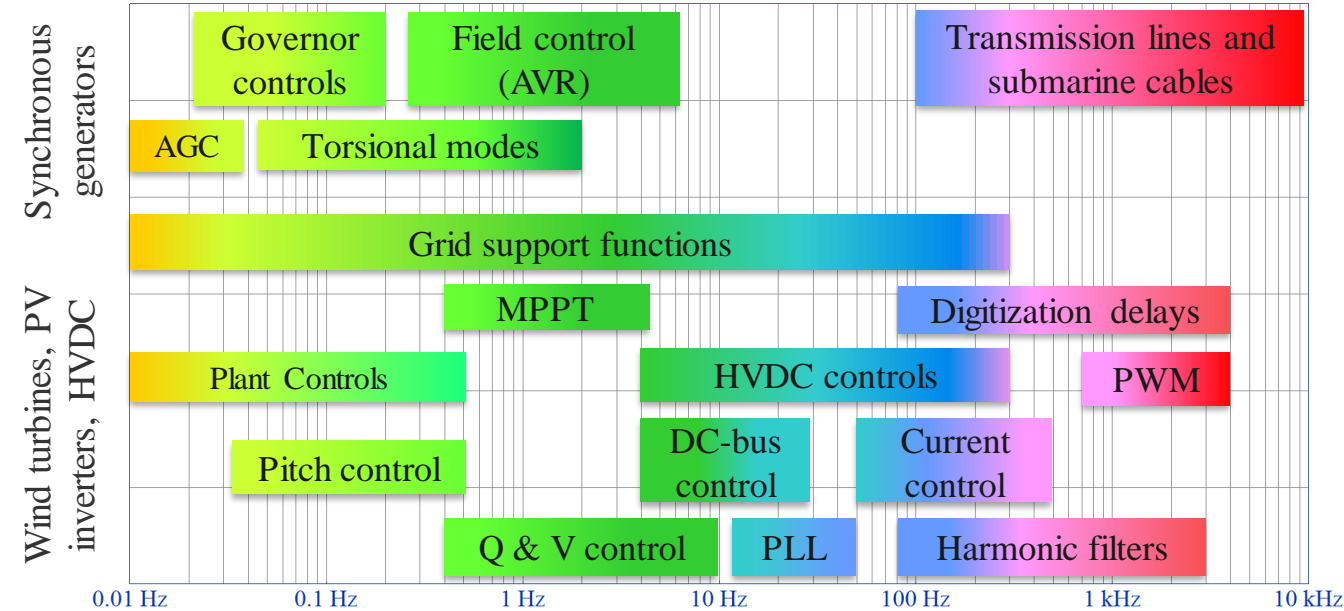 Synchronous
generators
Governor
controls
Field control
(AVR)
Transmission lines and
submarine cables
AGC
Torsional modes
Grid support functions
Wind turbines, PV
inverters, HVDC
MPPT
Digitization delays
Plant Controls
HVDC controls
PWM
Pitch control
DC-bus
control
Current
control
Q & V control
PLL
Harmonic filters
0.01 Hz
0.1 Hz
1 Hz
10 Hz
100 Hz
1 kHz
10 kHz